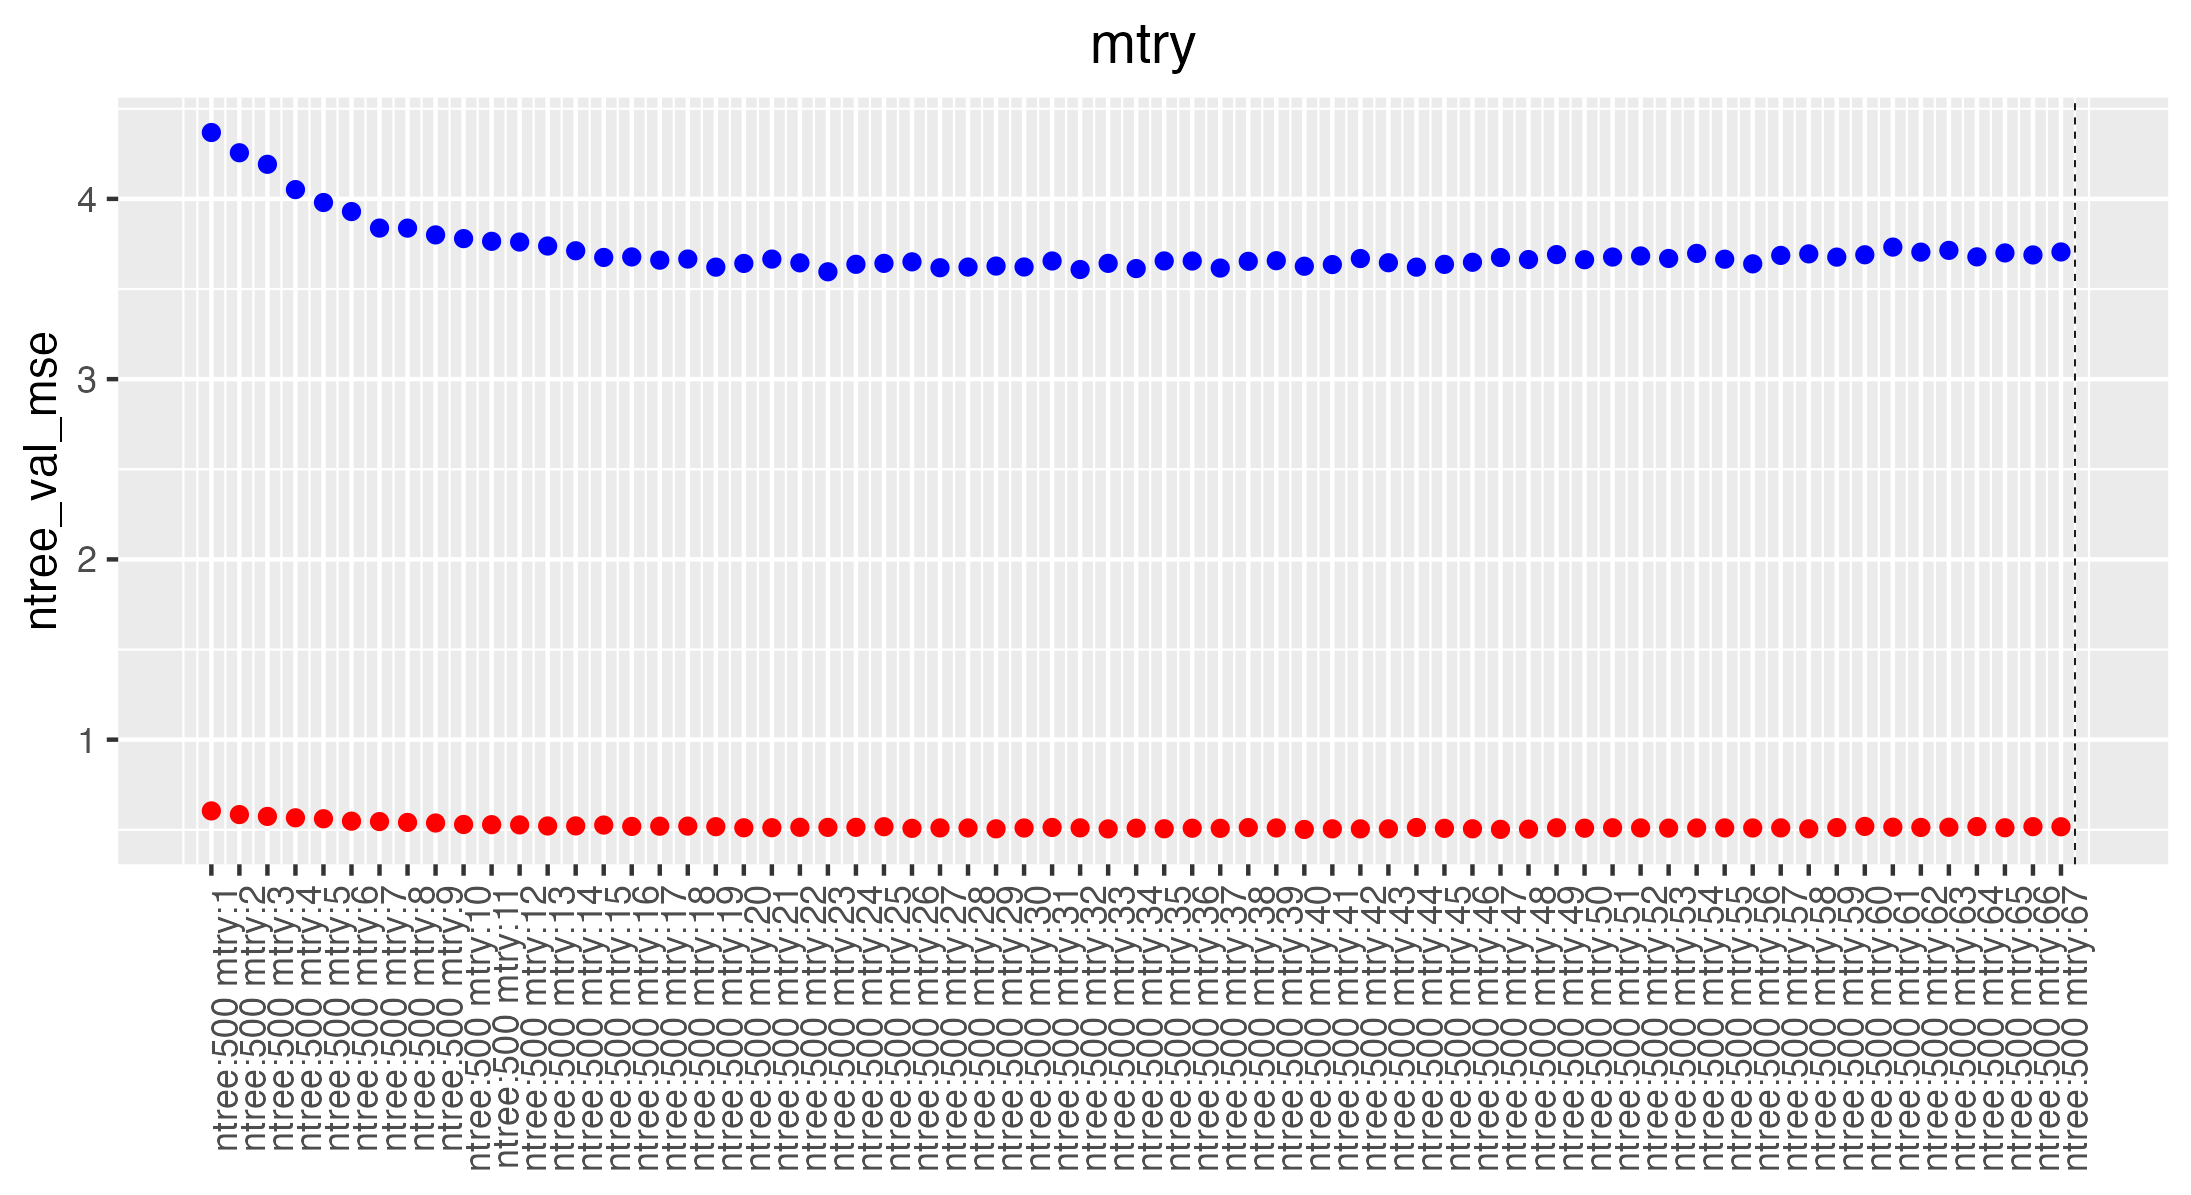 mtry
ntree_val_mse
4
3
2
1
ntree:500 mtry:1
ntree:500 mtry:2
ntree:500 mtry:3
ntree:500 mtry:4
ntree:500 mtry:5
ntree:500 mtry:6
ntree:500 mtry:7
ntree:500 mtry:8
ntree:500 mtry:9
ntree:500 mtry:10
ntree:500 mtry:11
ntree:500 mtry:12
ntree:500 mtry:13
ntree:500 mtry:14
ntree:500 mtry:15
ntree:500 mtry:16
ntree:500 mtry:17
ntree:500 mtry:18
ntree:500 mtry:19
ntree:500 mtry:20
ntree:500 mtry:21
ntree:500 mtry:22
ntree:500 mtry:23
ntree:500 mtry:24
ntree:500 mtry:25
ntree:500 mtry:26
ntree:500 mtry:27
ntree:500 mtry:28
ntree:500 mtry:29
ntree:500 mtry:30
ntree:500 mtry:31
ntree:500 mtry:32
ntree:500 mtry:33
ntree:500 mtry:34
ntree:500 mtry:35
ntree:500 mtry:36
ntree:500 mtry:37
ntree:500 mtry:38
ntree:500 mtry:39
ntree:500 mtry:40
ntree:500 mtry:41
ntree:500 mtry:42
ntree:500 mtry:43
ntree:500 mtry:44
ntree:500 mtry:45
ntree:500 mtry:46
ntree:500 mtry:47
ntree:500 mtry:48
ntree:500 mtry:49
ntree:500 mtry:50
ntree:500 mtry:51
ntree:500 mtry:52
ntree:500 mtry:53
ntree:500 mtry:54
ntree:500 mtry:55
ntree:500 mtry:56
ntree:500 mtry:57
ntree:500 mtry:58
ntree:500 mtry:59
ntree:500 mtry:60
ntree:500 mtry:61
ntree:500 mtry:62
ntree:500 mtry:63
ntree:500 mtry:64
ntree:500 mtry:65
ntree:500 mtry:66
ntree:500 mtry:67